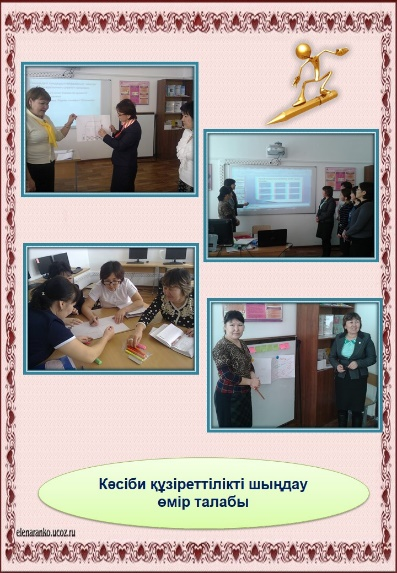 Кәсіби құзіреттілікті шыңдау
өмір талабы
elenaranko.ucoz.ru